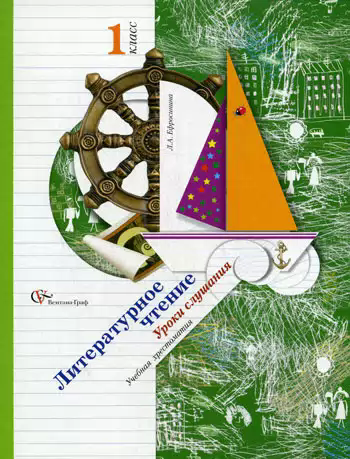 1
класс
Л.А. Ефросинина
Вентана-Граф
Литературное
чтение
Уроки слушания
Учебная хрестоматия